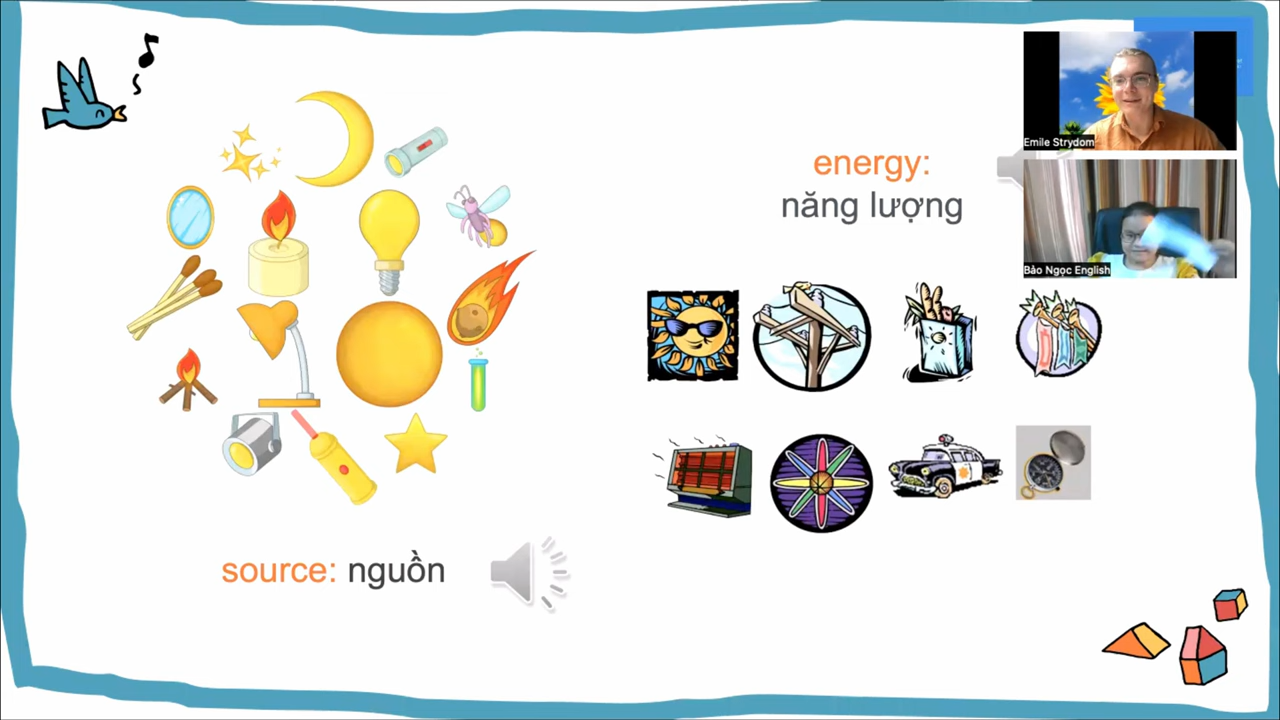 Emile Strydom
energy:
năng lượng
Bảo Ngọc English
source: nguồn